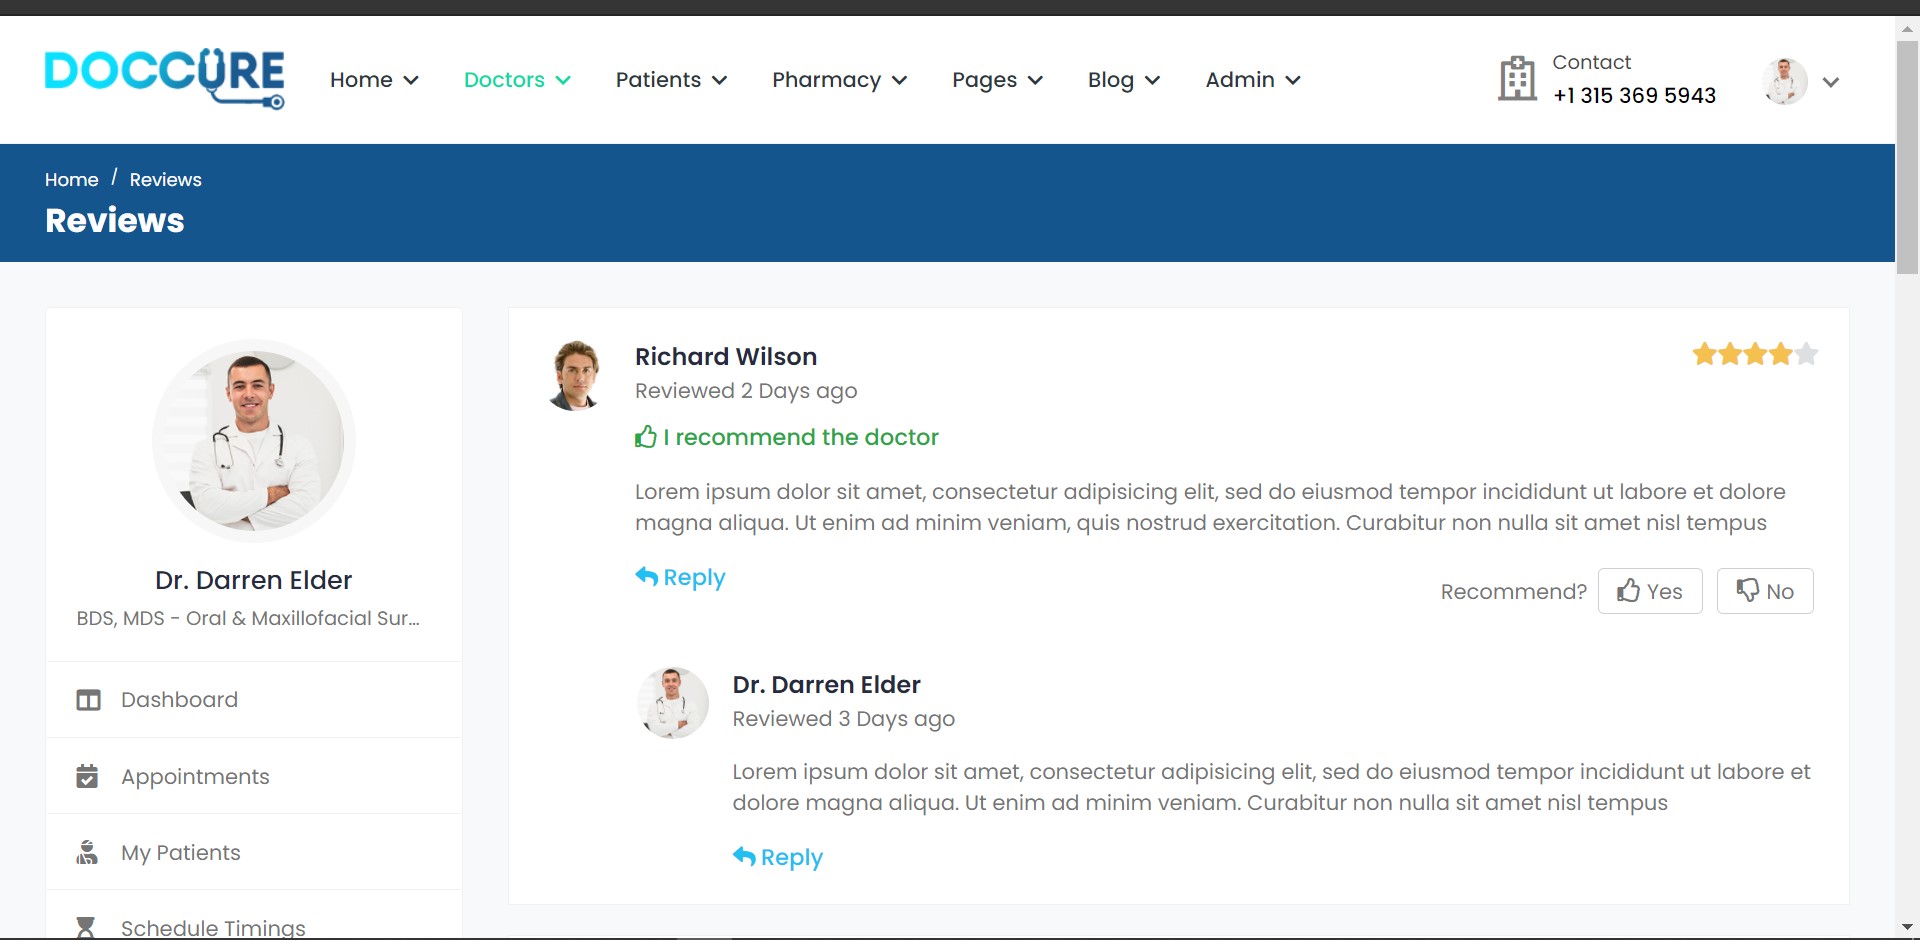 DOCCURE
Home
Doctors
Patients
Pharmacy
Pages
Blog
Admin
Contact
+1 315 369 5943
Home / Reviews
Reviews
Dr. Darren Elder
BDS, MDS - Oral & Maxillofacial Sur...
Dashboard
Appointments
My Patients
Schedule Timings
Richard Wilson
Reviewed 2 Days ago
I recommend the doctor
Lorem ipsum dolor sit amet, consectetur adipisicing elit, sed do eiusmod tempor incididunt ut labore et dolore
magna aliqua. Ut enim ad minim veniam, quis nostrud exercitation. Curabitur non nulla sit amet nisl tempus
Reply
Recommend?
Yes
No
Dr. Darren Elder
Reviewed 3 Days ago
Lorem ipsum dolor sit amet, consectetur adipisicing elit, sed do eiusmod tempor incididunt ut labore et
dolore magna aliqua. Ut enim ad minim veniam. Curabitur non nulla sit amet nisl tempus
Reply